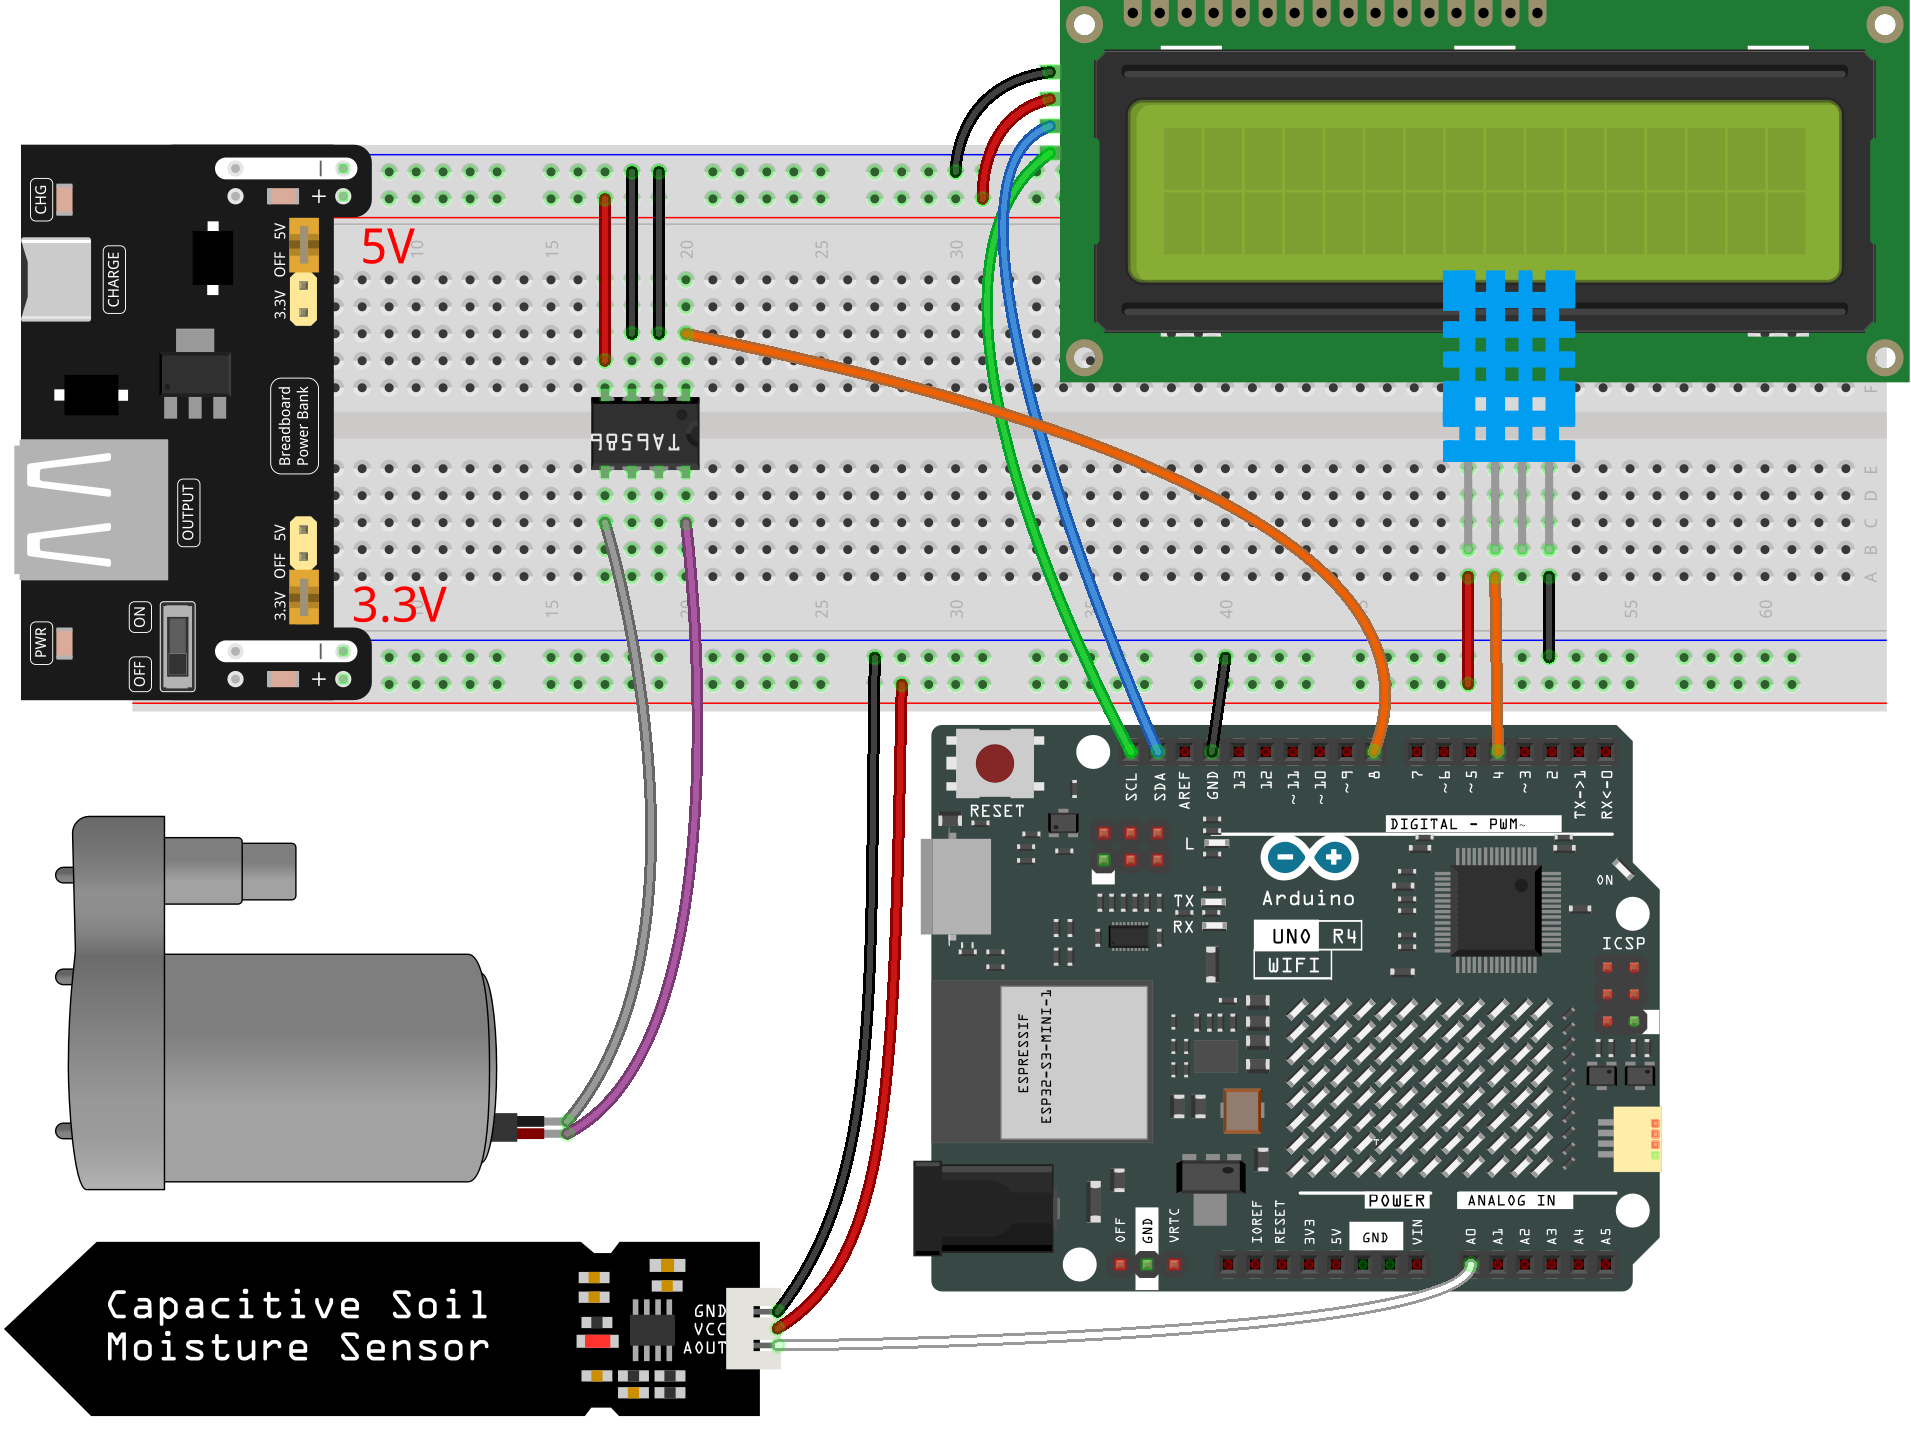 CHG
CHARGE
5V
OFF
3.3V
5V
10
15
20
25
30
Breadboard
Power Bank
TA6586
OUTPUT
5V
OFF
3.3V
3.3V
PWR
ON
OFF
F
E
D
C
B
A
15
20
25
30
40
55
60
SCL
SDA
AREF
GND
13
12
~11
~10
~9
8
7
~6
~5
4
~3
2
TX->1
RX<-0
RESET
DIGITAL - PWM~
L
TX
RX
Arduino
UNO R4
WIFI
ON
ICSP
ESPRESSIF
ESP32-S3-MINI-1
POWER
ANALOG IN
OFF
GND
VRTC
IOREF
RESET
3V3
5V
GND
VIN
A0
A1
A2
A3
A4
A5
Capacitive Soil
Moisture Sensor
GND
VCC
AOUT